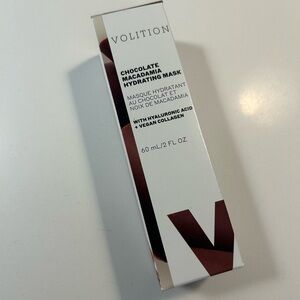 VOLITION
CHOCOLATE
MACADAMIA
HYDRATING MASK
MASQUE HYDRATANT
AU CHOCOLAT ET
NOIX DE MACADAMIA
WITH HYALURONIC ACID
+ VEGAN COLLAGEN
60 mL/2 FL OZ
V